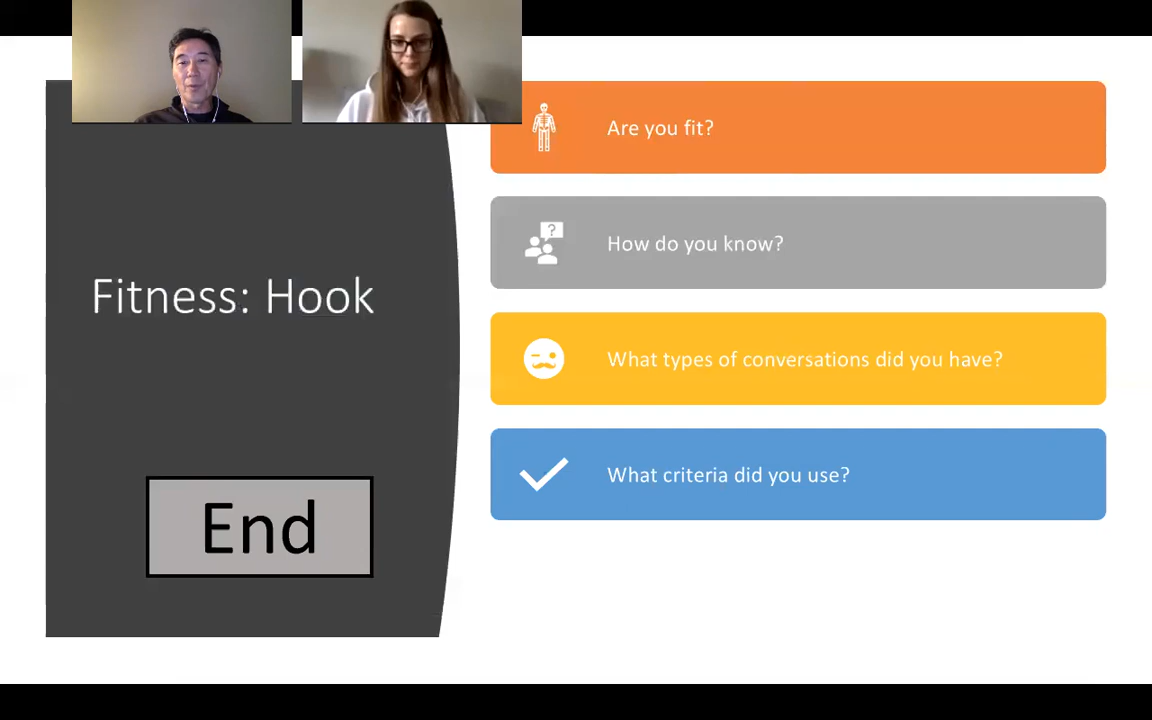 Fitness: Hook
End
Are you fit?
?
How do you know?
What types of conversations did you have?
What criteria did you use?